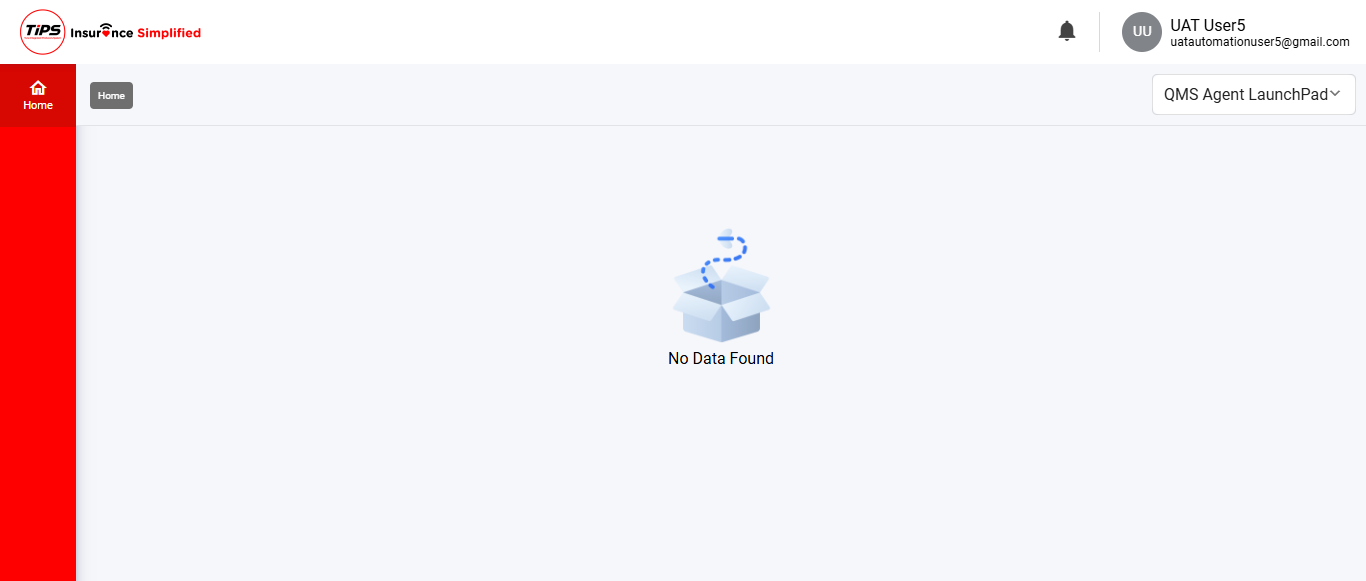 TiPS Insurance Simplified
UU
UAT User5
uatautomationuser5@gmail.com
Home
Home
QMS Agent LaunchPad
No Data Found